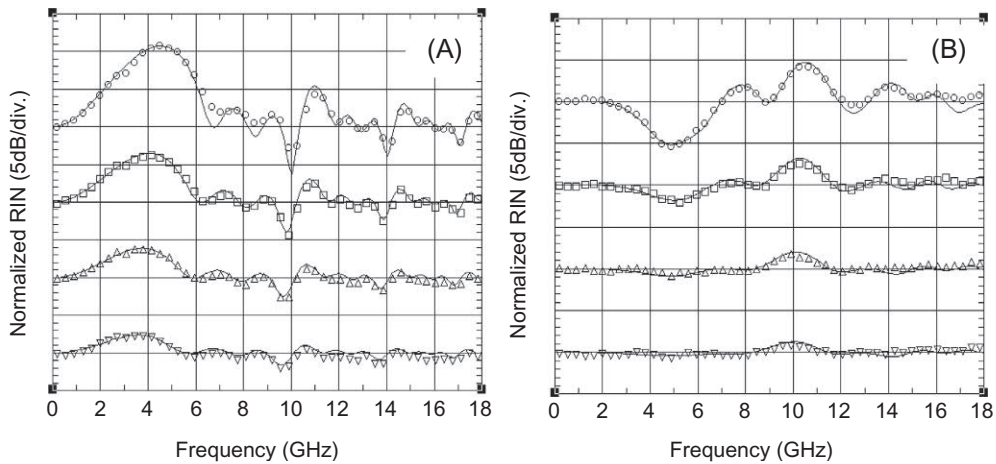 (A)
Normalized RIN (5dB/div.)
0 2 4 6 8 10 12 14 16 18
Frequency (GHz)
(B)
Normalized RIN (5dB/div.)
0 2 4 6 8 10 12 14 16 18
Frequency (GHz)